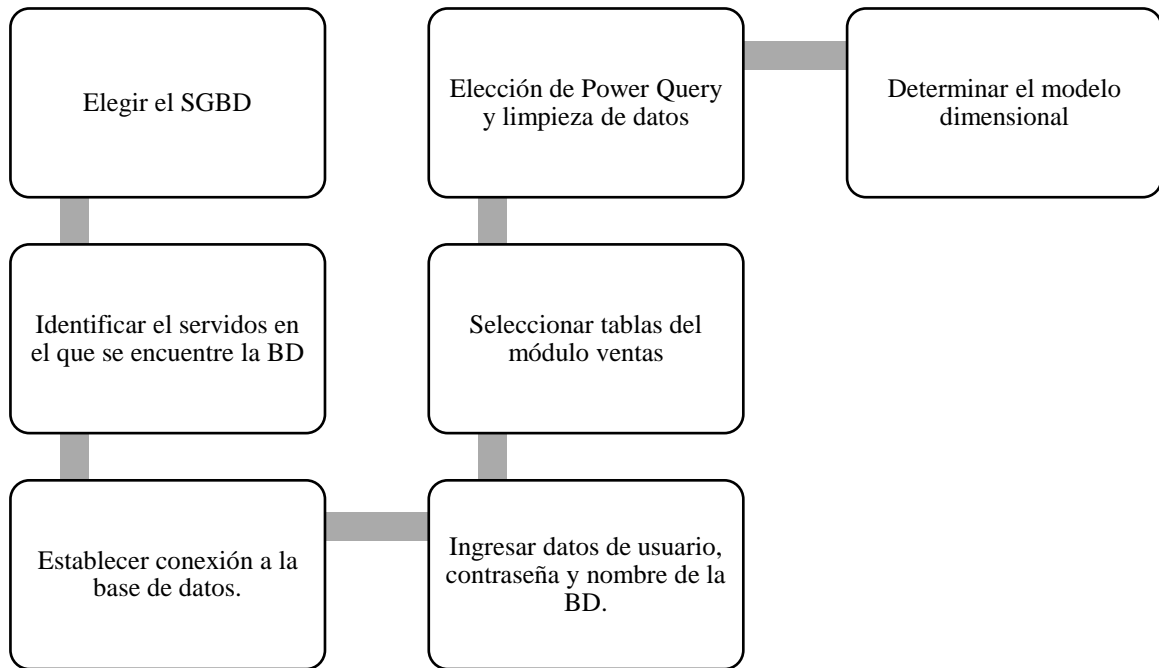 Elegir el SGBD
Identificar el servidos en
el que se encuentre la BD
Establecer conexión a la
base de datos.
Ingresar datos de usuario,
contraseña y nombre de la
BD.
Seleccionar tablas del
módulo ventas
Elección de Power Query
y limpieza de datos
Determinar el modelo
dimensional